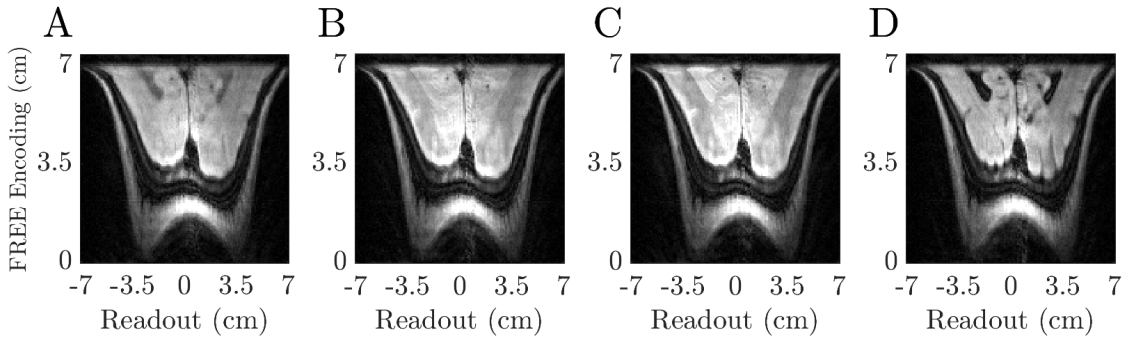 A B C D
FREE Encoding (cm)
7 7 7 7
3.5 3.5 3.5 3.5
0 0 0 0
-7 -3.5 0 3.5 7 -7 -3.5 0 3.5 7 -7 -3.5 0 3.5 7 -7 -3.5 0 3.5 7
Readout (cm) Readout (cm) Readout (cm) Readout (cm)